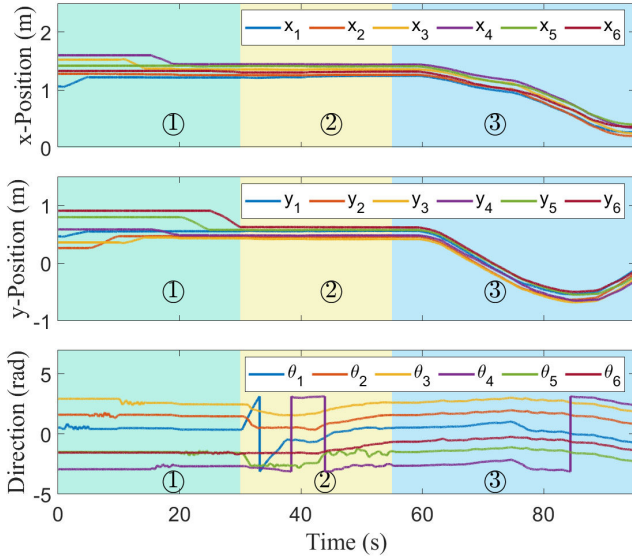 x-Position (m)
2
1
0
x₁ x₂ x₃ x₄ x₅ x₆
① ② ③
y-Position (m)
1
0
-1
y₁ y₂ y₃ y₄ y₅ y₆
① ② ③
Direction (rad)
5
0
-5
θ₁ θ₂ θ₃ θ₄ θ₅ θ₆
① ② ③
0 20 40 60 80
Time (s)